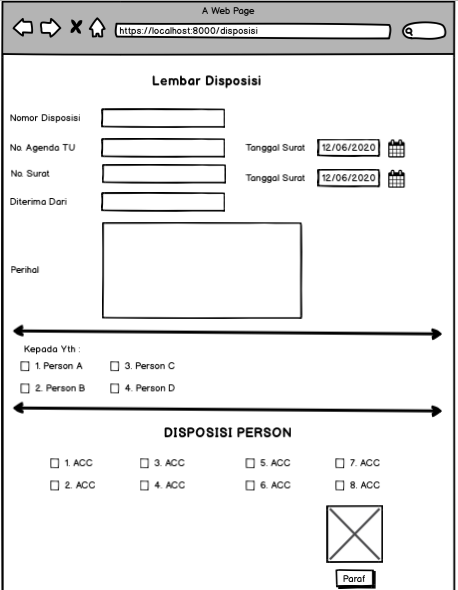 A Web Page
https://localhost:8000/disposisi
Lembar Disposisi
Nomor Disposisi
No. Agenda TU
Tanggal Surat 12/06/2020
No. Surat
Tanggal Surat 12/06/2020
Diterima Dari
Perihal
Kepada Yth :
1. Person A 3. Person C
2. Person B 4. Person D
DISPOSISI PERSON
1. ACC 3. ACC 5. ACC 7. ACC
2. ACC 4. ACC 6. ACC 8. ACC
Paraf